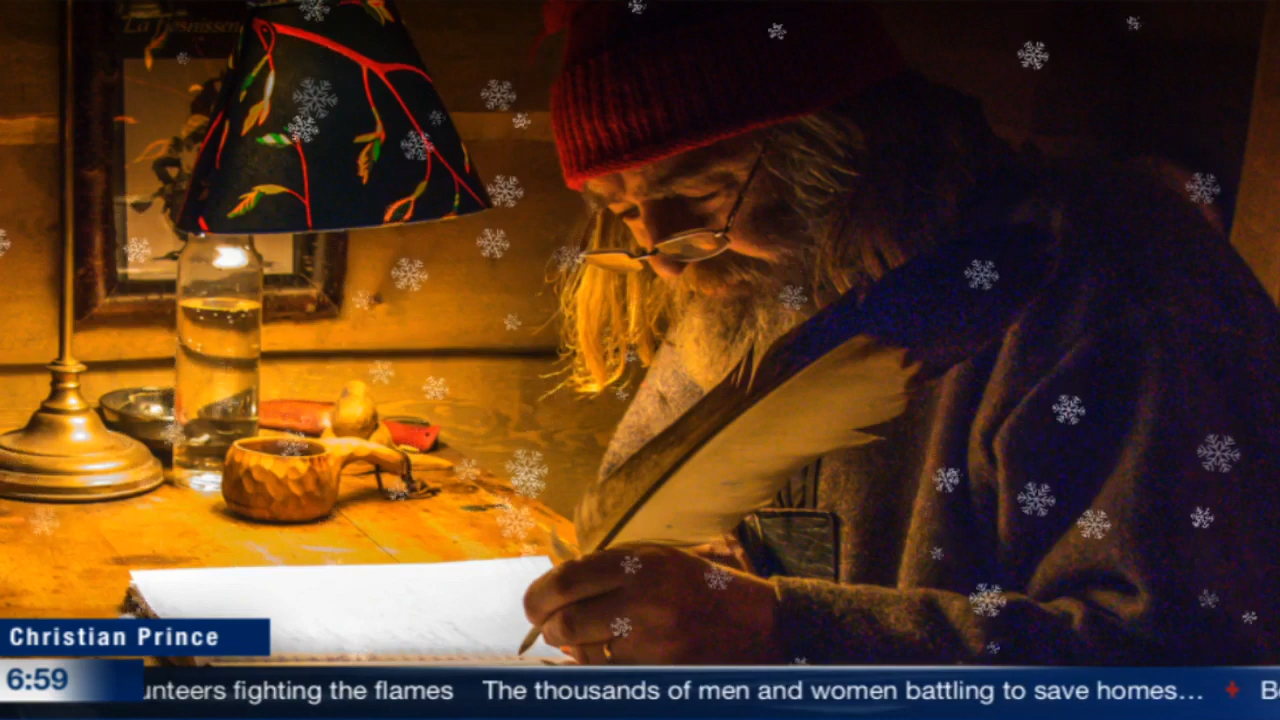 Christian Prince
6:59
unteers fighting the flames The thousands of men and women battling to save homes... B